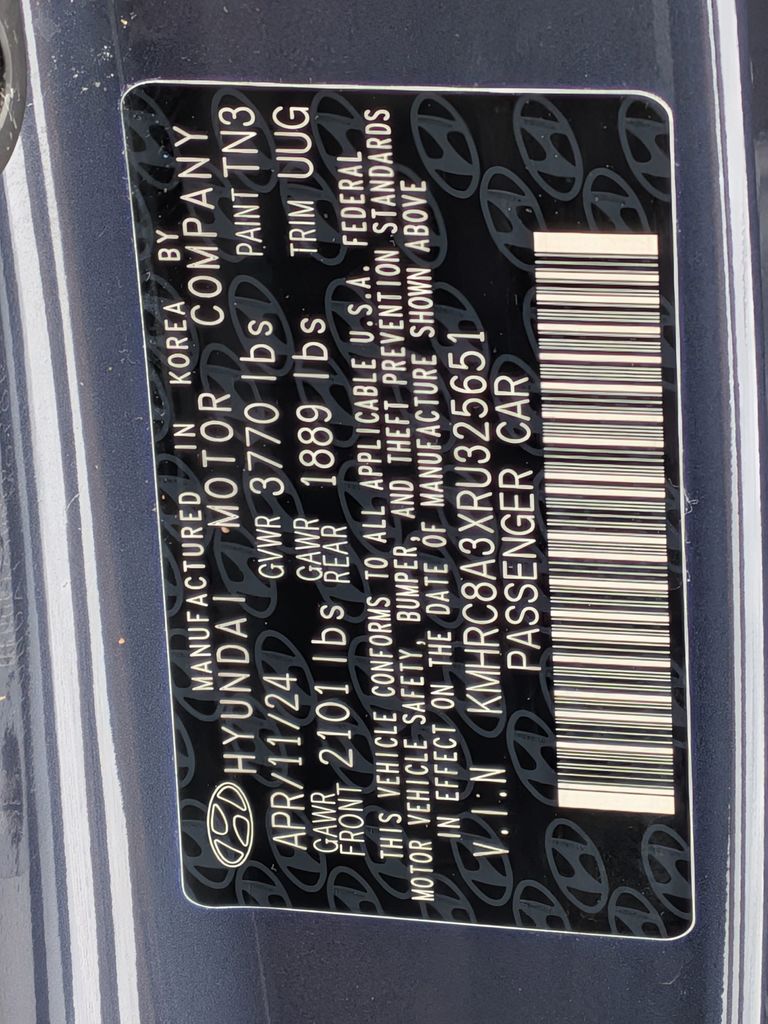 MANUFACTURED IN KOREA BY
HYUNDAI MOTOR COMPANY
APR/11/24 GVWR 3770 lbs PAINT TN3
GAWR FRONT 2101 lbs GAWR REAR 1889 lbs TRIM UUG
THIS VEHICLE CONFORMS TO ALL APPLICABLE U.S.A. FEDERAL
MOTOR VEHICLE SAFETY, BUMPER, AND THEFT PREVENTION STANDARDS
IN EFFECT ON THE DATE OF MANUFACTURE SHOWN ABOVE
V.I.N KMHRC8A3XRU325651
PASSENGER CAR